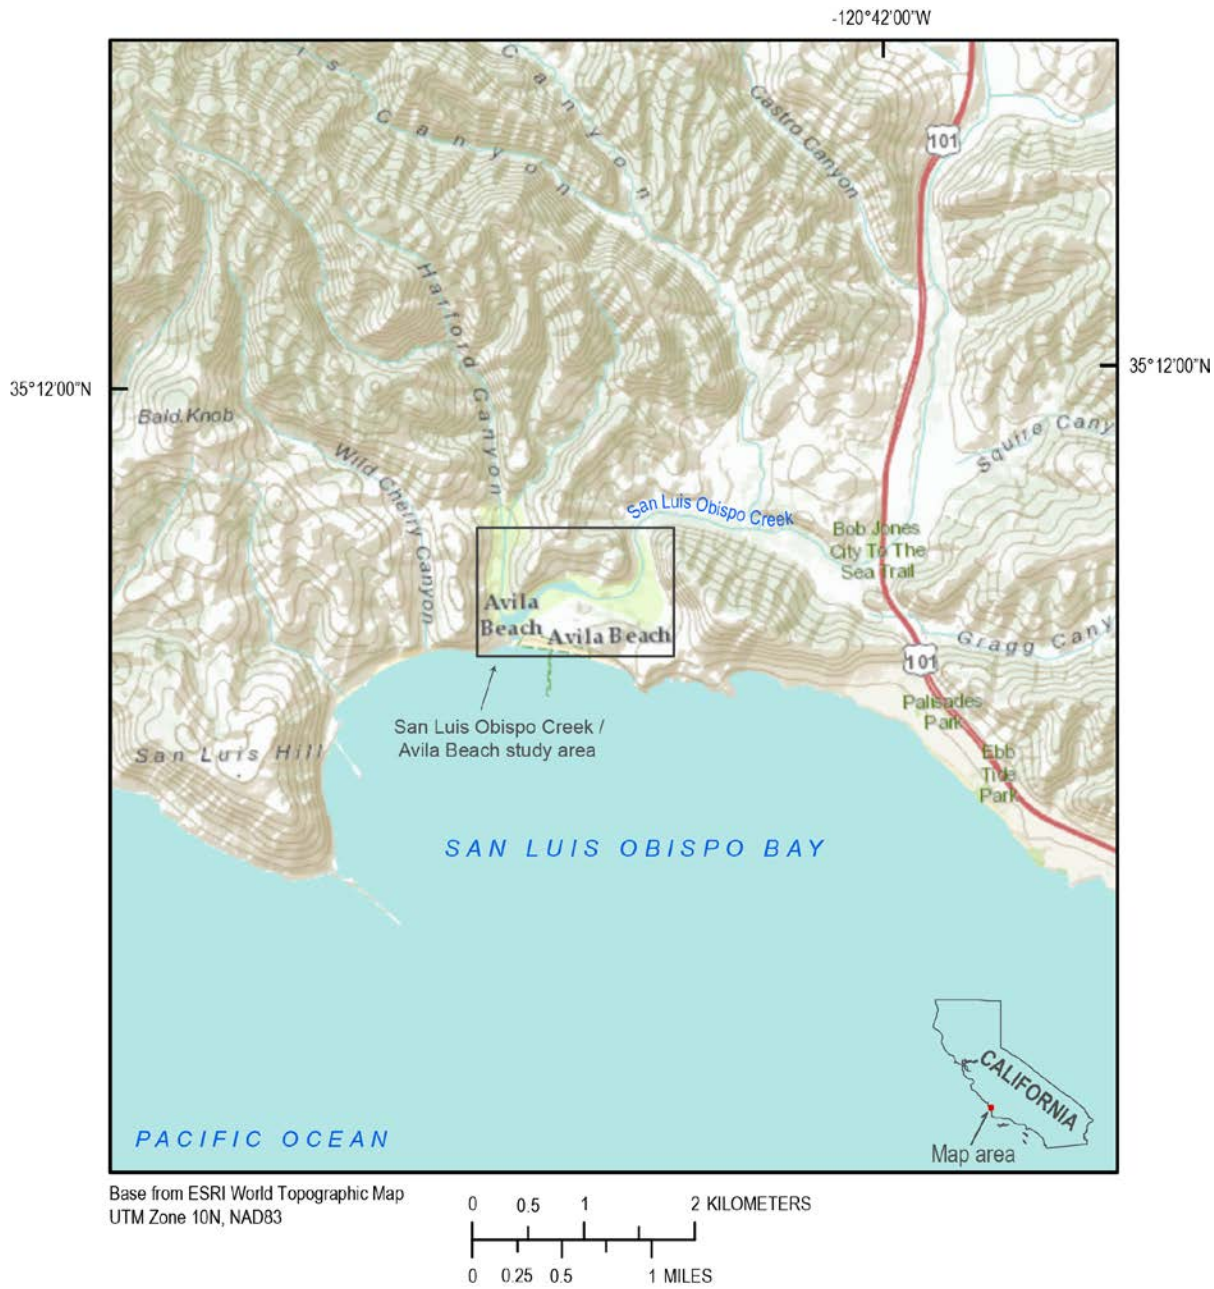 -120°42'00"W
is Canyon
Canyon
Castro Canyon
101
Harford Canyon
35°12'00"N
35°12'00"N
Bald Knob
Wild Cherry Canyon
Squire Cany
San Luis Obispo Creek
Bob Jones
City To The
Sea Trail
Avila
Beach
Avila Beach
Gragg Cany
101
Palisades
Park
San Luis Obispo Creek /
Avila Beach study area
San Luis Hill
Ebb
Tide
Park
SAN LUIS OBISPO BAY
CALIFORNIA
Map area
PACIFIC OCEAN
Base from ESRI World Topographic Map
UTM Zone 10N, NAD83
0 0.5 1 2 KILOMETERS
0 0.25 0.5 1 MILES